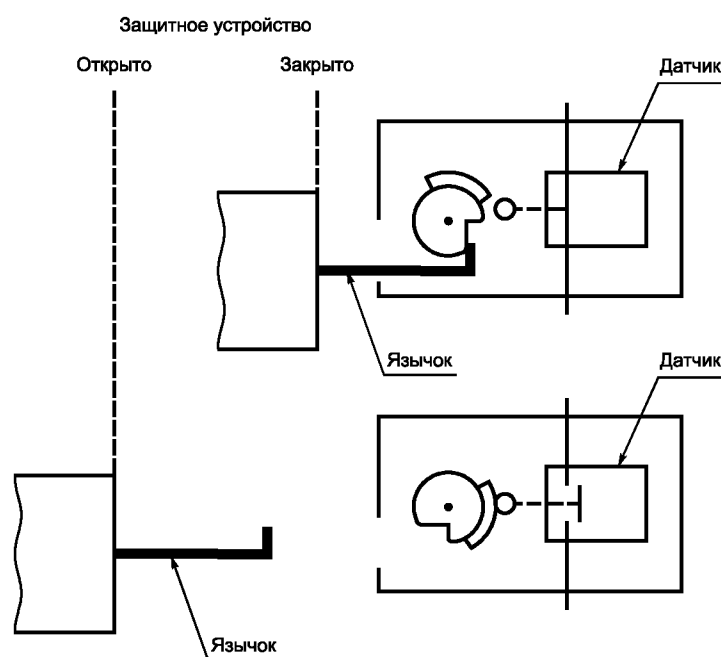 Защитное устройство
Открыто
Закрыто
Датчик
Язычок
Датчик
Язычок